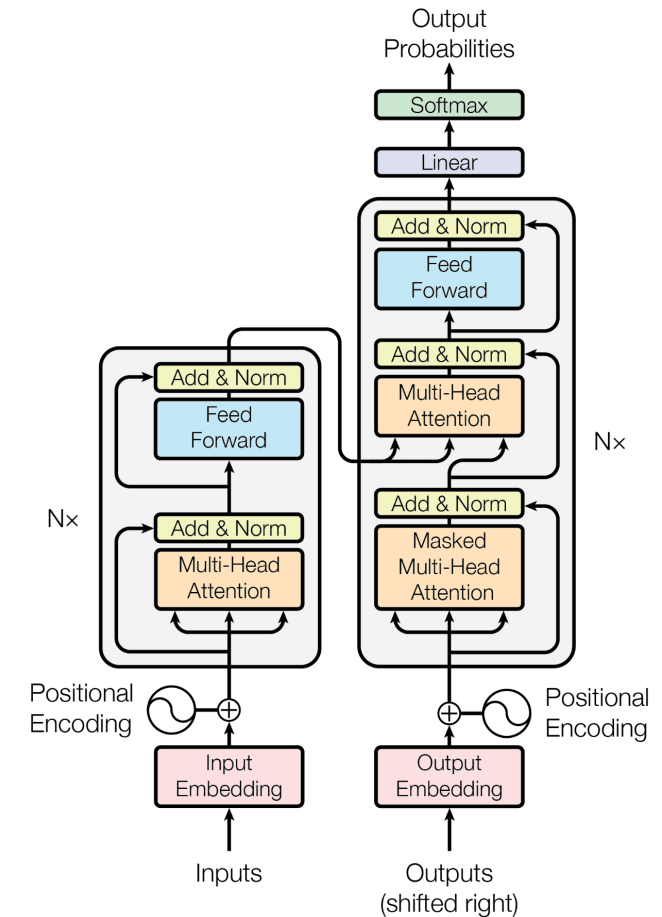 Output
Probabilities
Softmax
Linear
Add & Norm
Feed
Forward
Add & Norm
Multi-Head
Attention
Add & Norm
Masked
Multi-Head
Attention
N×
Add & Norm
Feed
Forward
Add & Norm
Multi-Head
Attention
N×
Positional
Encoding
Positional
Encoding
Input
Embedding
Output
Embedding
Inputs
Outputs
(shifted right)